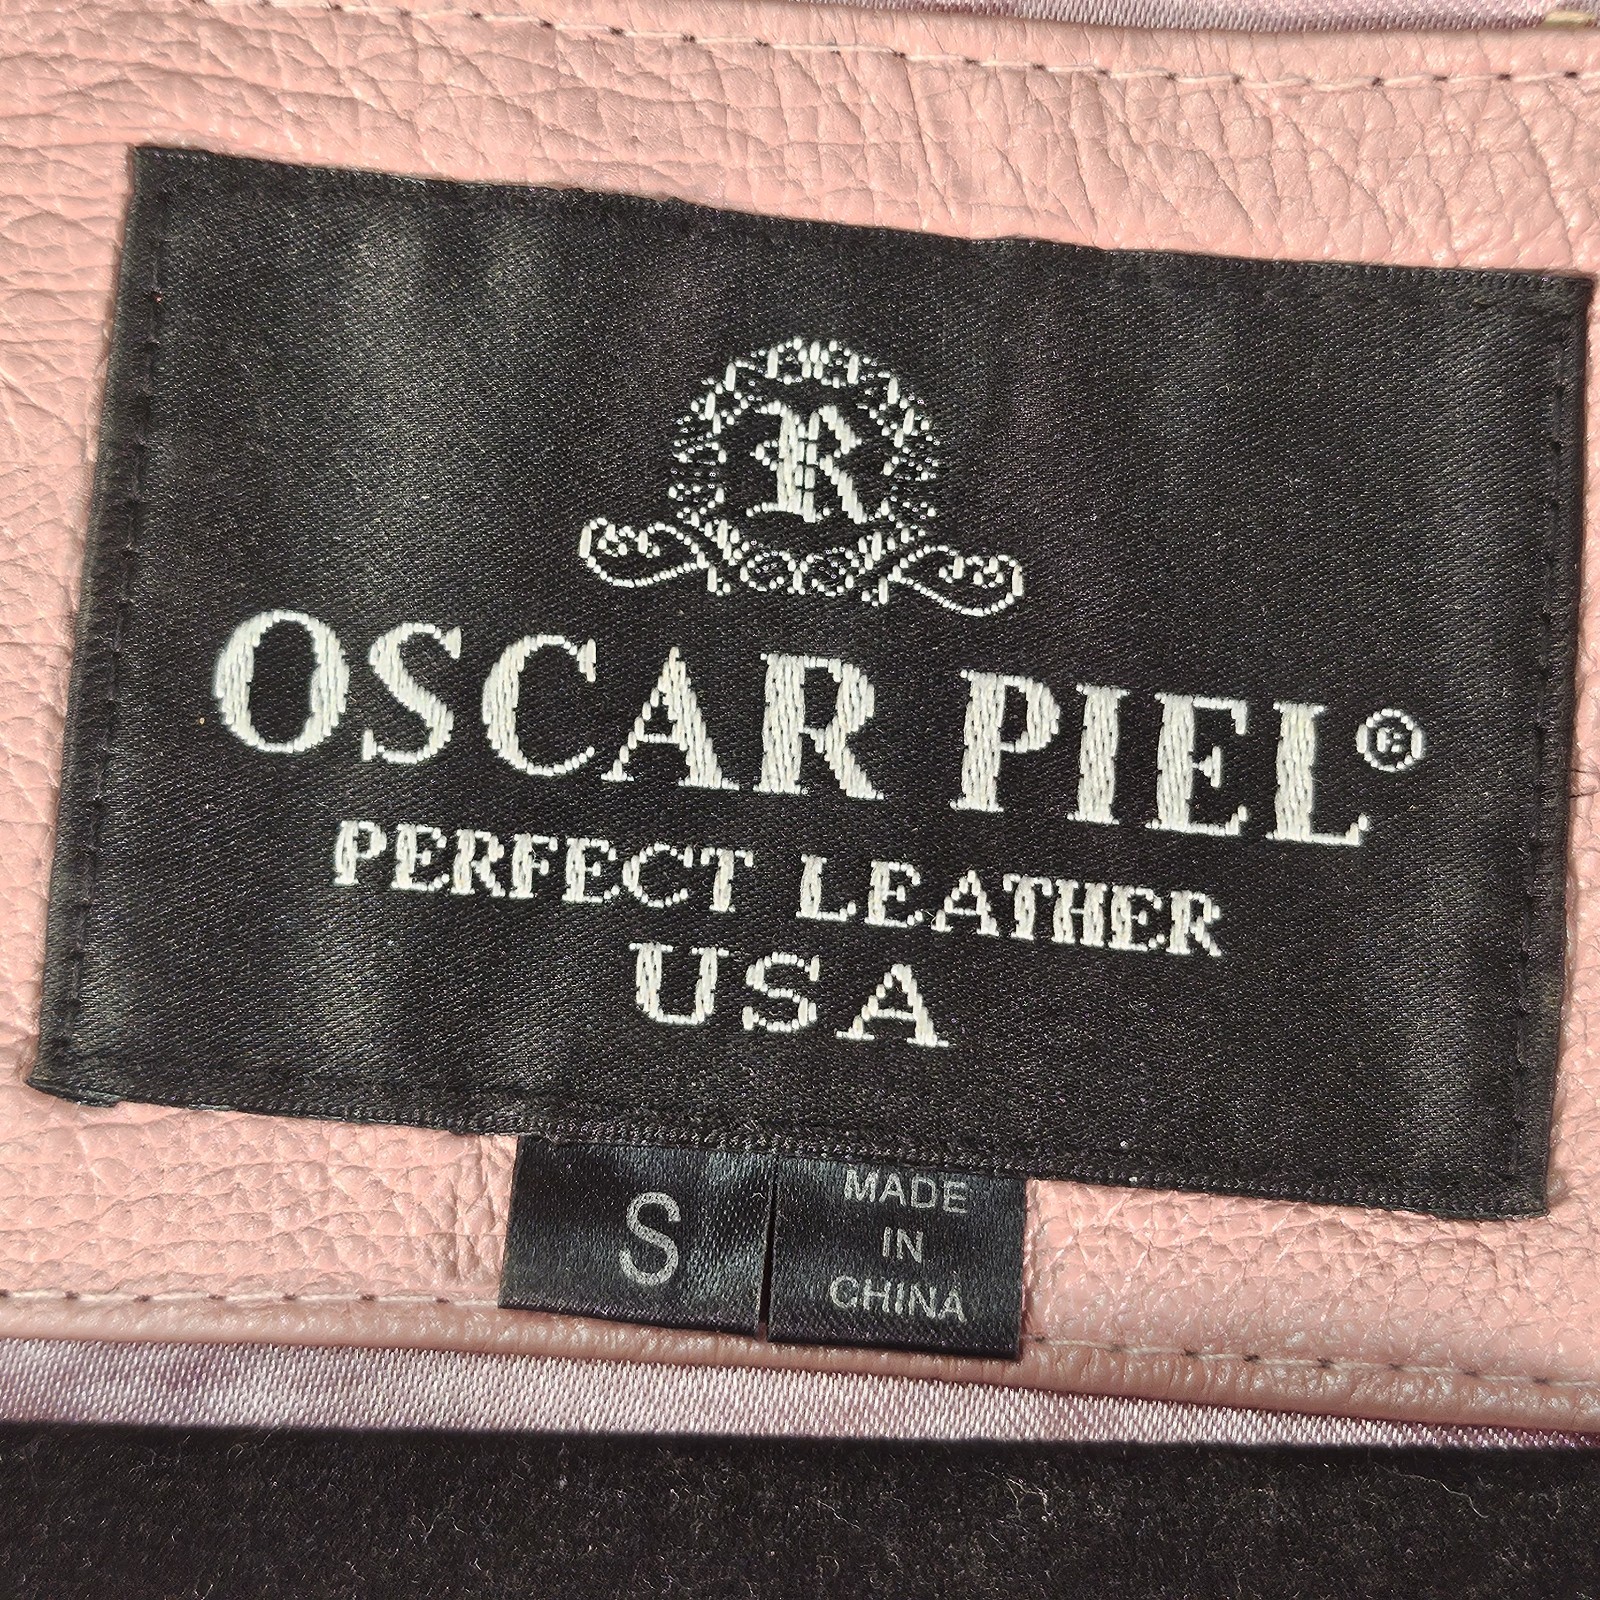 R
OSCAR PIEL®
PERFECT LEATHER
USA
S
MADE
IN
CHINA